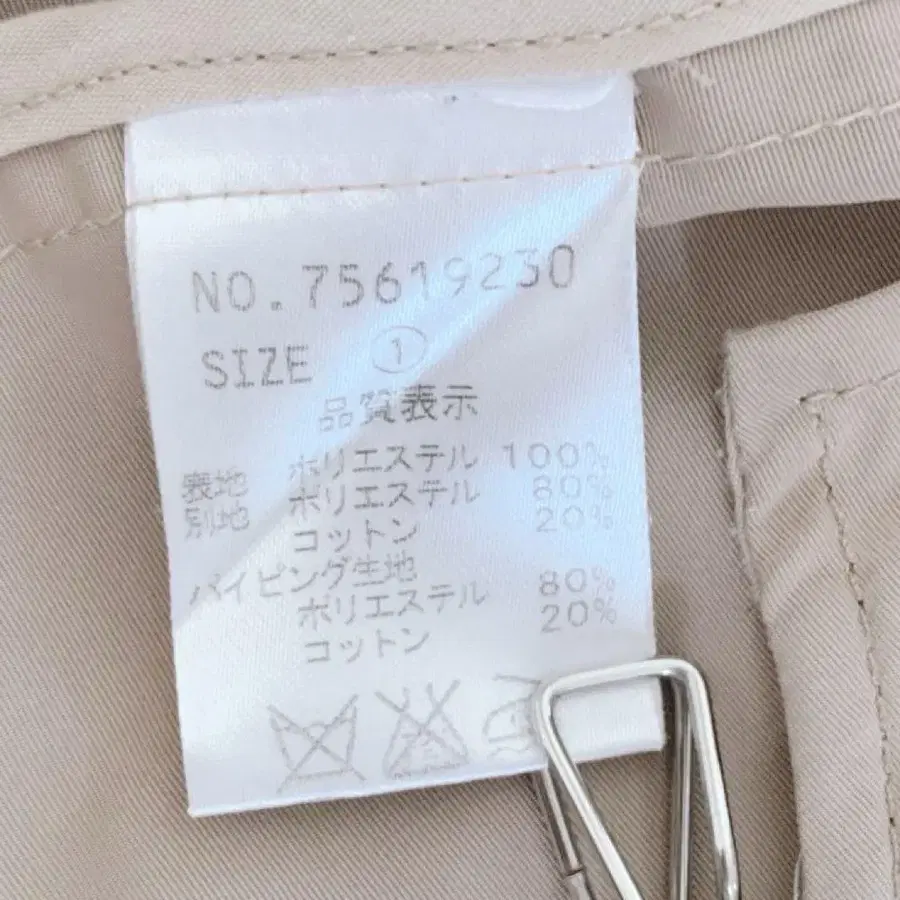 NO.75619230
SIZE ①
品質表示
表地 ポリエステル 100%
別地 ポリエステル 80%
コットン 20%
パイピング生地
ポリエステル 80%
コットン 20%